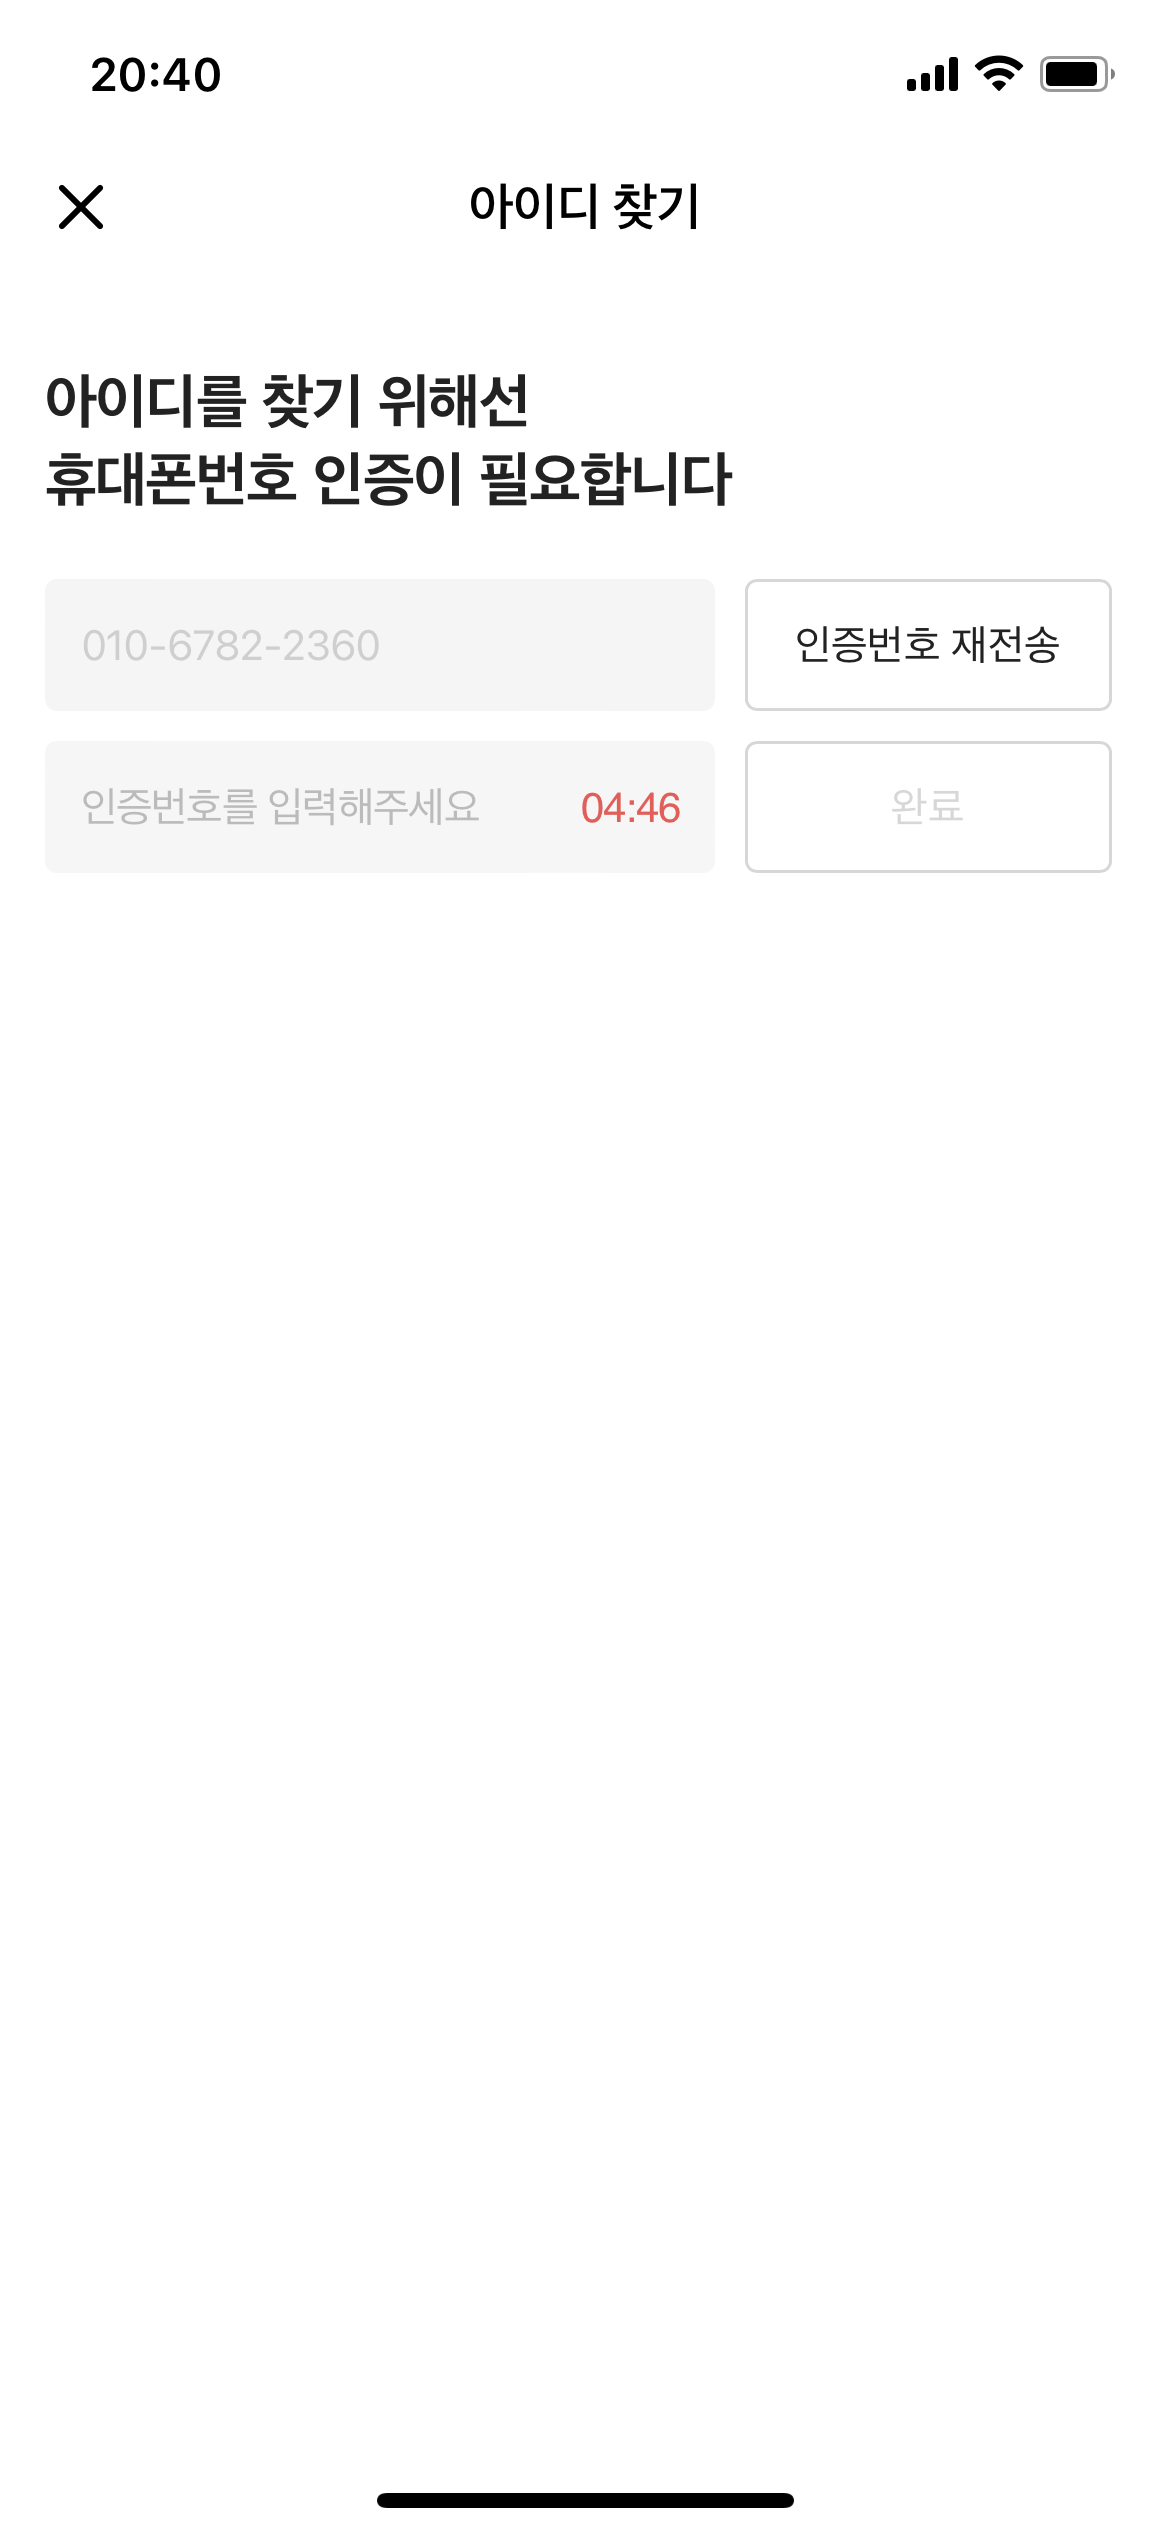 20:40
아이디 찾기
아이디를 찾기 위해선
휴대폰번호 인증이 필요합니다
010-6782-2360
인증번호 재전송
인증번호를 입력해주세요 04:46
완료